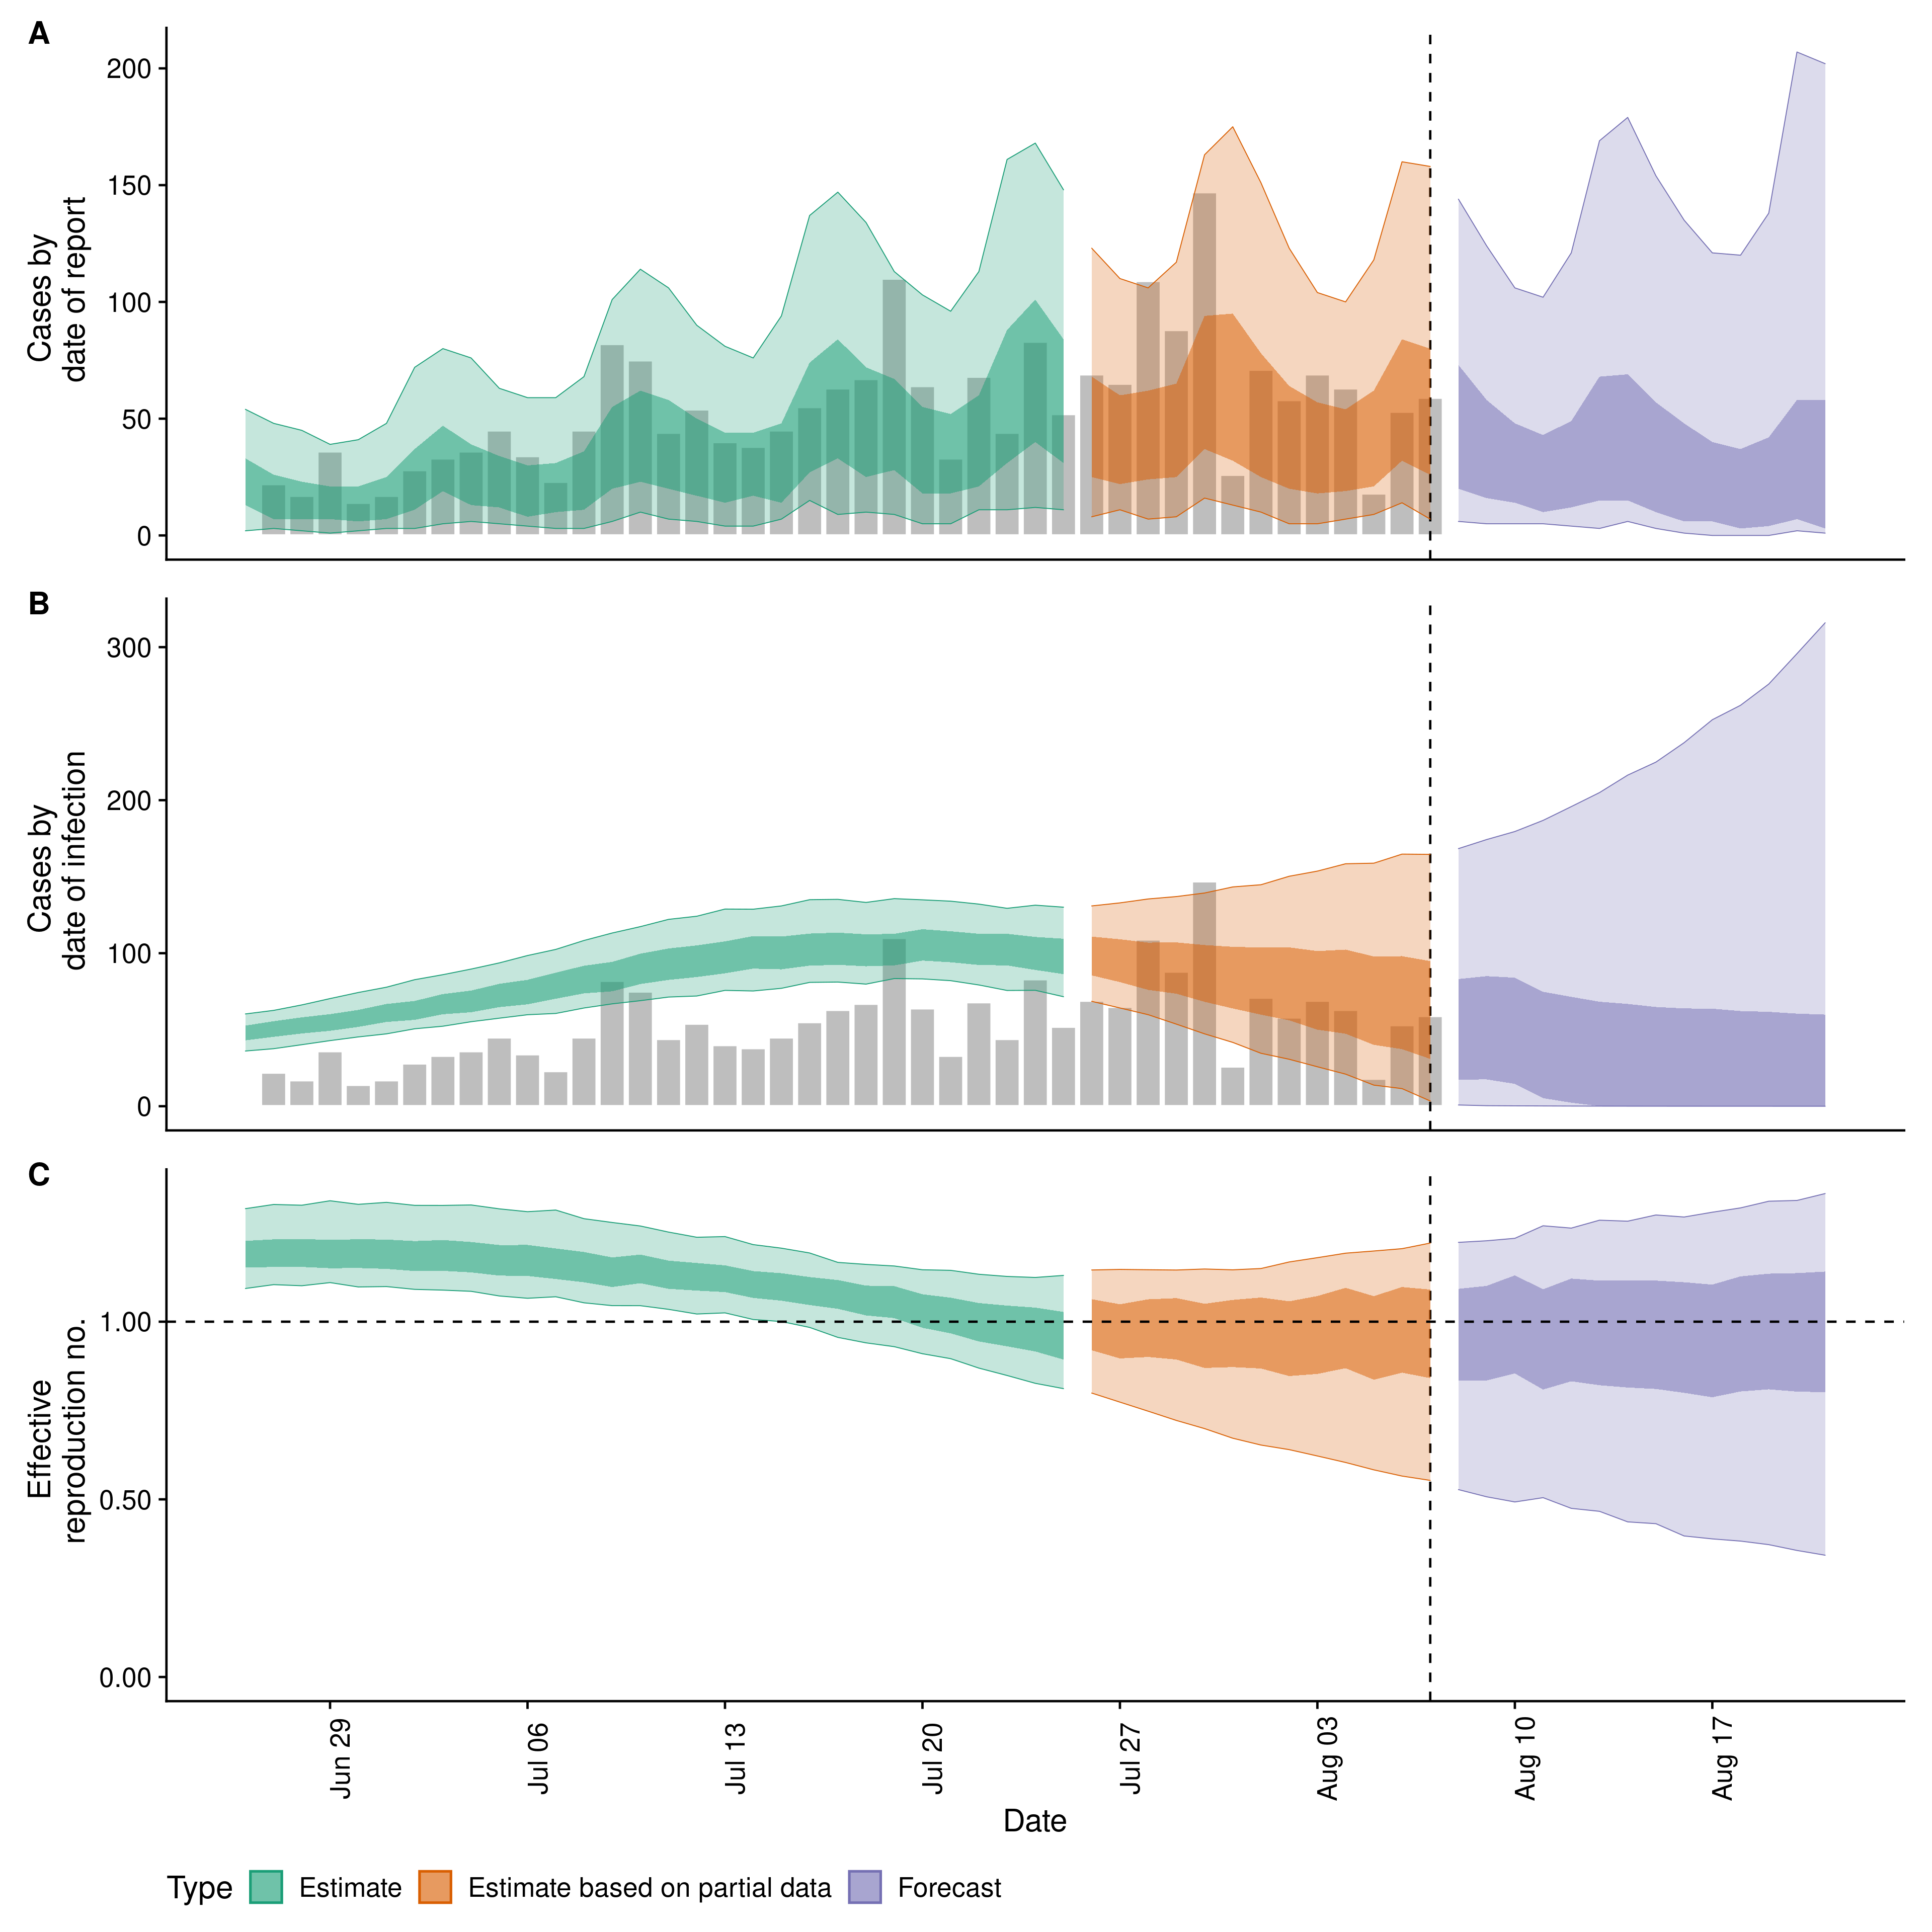 A
200
150
100
50
0
Cases by
date of report
B
300
200
100
0
Cases by
date of infection
C
1.00
0.50
0.00
Effective
reproduction no.
Jun 29
Jul 06
Jul 13
Jul 20
Jul 27
Aug 03
Aug 10
Aug 17
Date
Type Estimate Estimate based on partial data Forecast